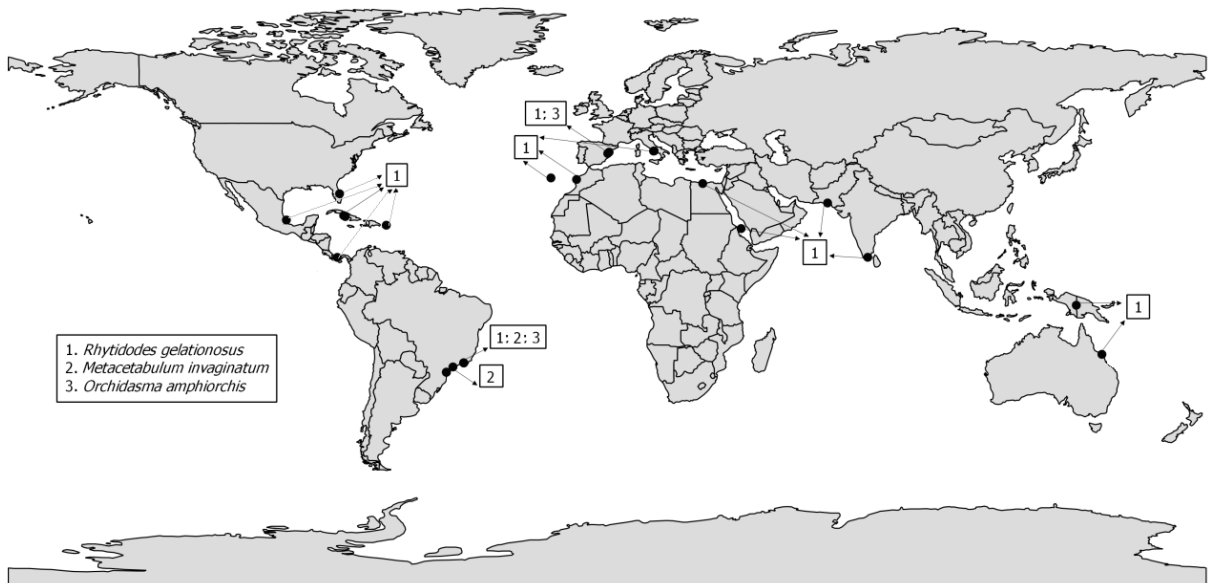 1; 3
1
1
1
1
1; 2; 3
2
1. Rhytidodes gelationosus
2. Metacetabulum invaginatum
3. Orchidasma amphiorchis